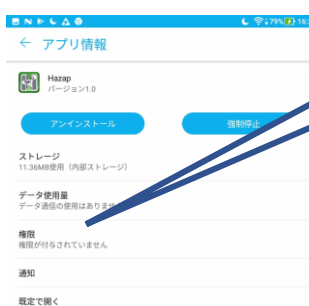 79% 16:
← アプリ情報
Hazap
バージョン1.0
アンインストール
強制停止
ストレージ
11.36MB使用（内部ストレージ）
データ使用量
データ通信の使用はありませ
権限
権限が付与されていません
通知
既定で開く